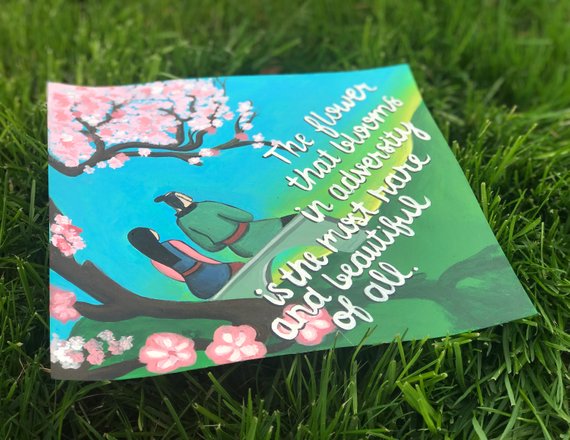 The flower
that blooms
in adversity
is the most rare
and beautiful
of all.